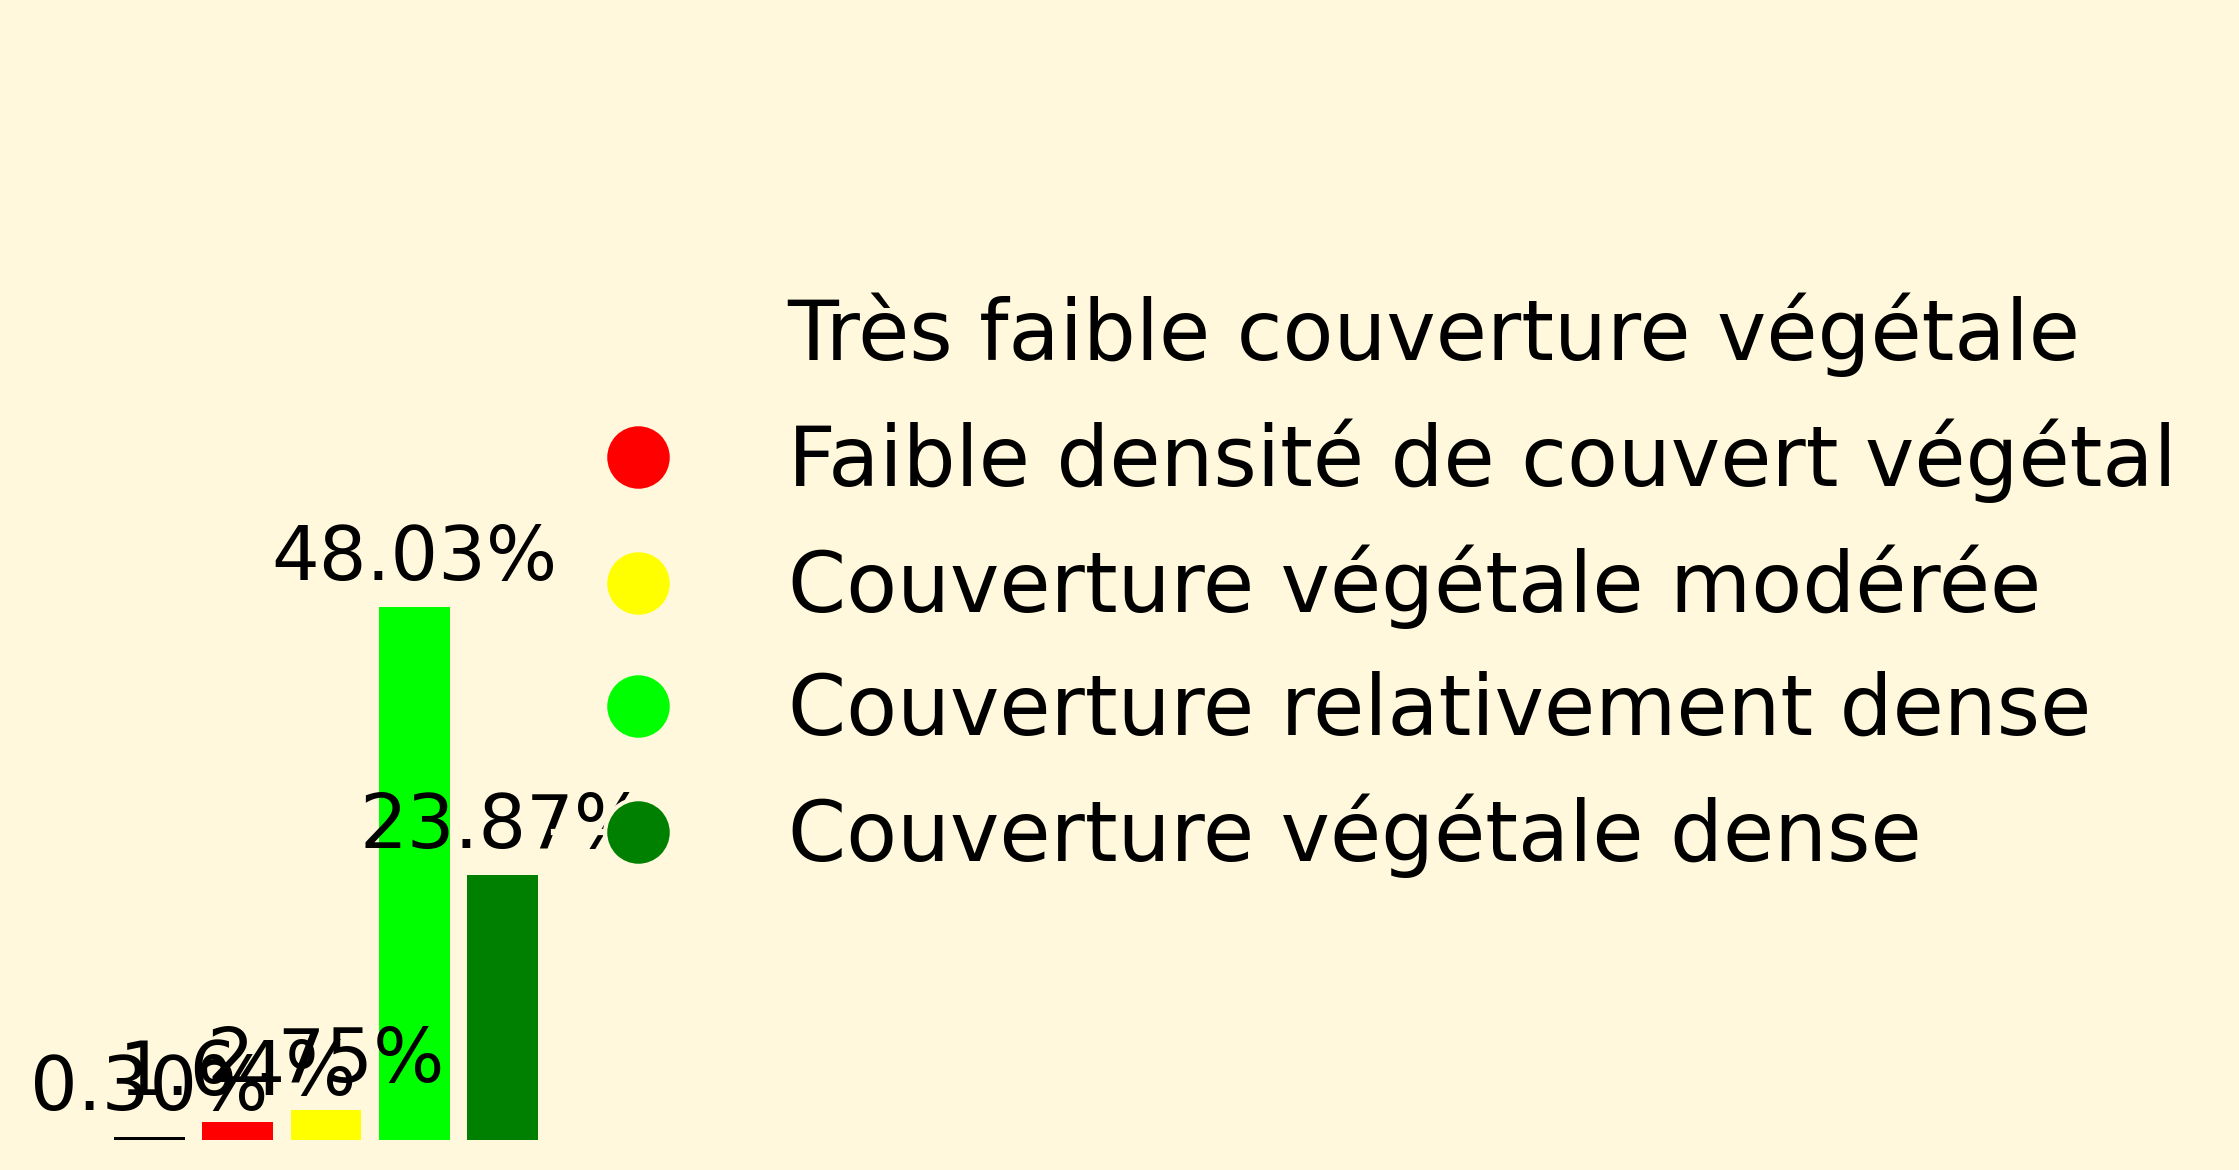 Très faible couverture végétale
Faible densité de couvert végétal
Couverture végétale modérée
Couverture relativement dense
Couverture végétale dense
48.03%
23.87%
2.75%
1.64%
0.30%